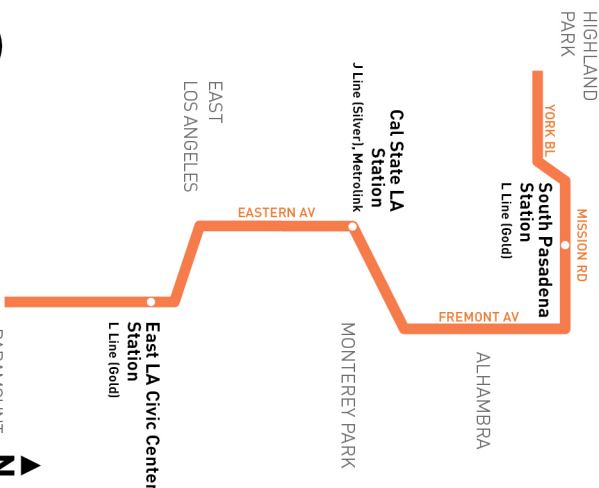 HIGHLAND
PARK
YORK BL
MISSION RD
South Pasadena
Station
L Line (Gold)
FREMONT AV
ALHAMBRA
Cal State LA
Station
J Line (Silver), Metrolink
MONTEREY PARK
EASTERN AV
EAST
LOS ANGELES
East LA Civic Center
Station
L Line (Gold)
N